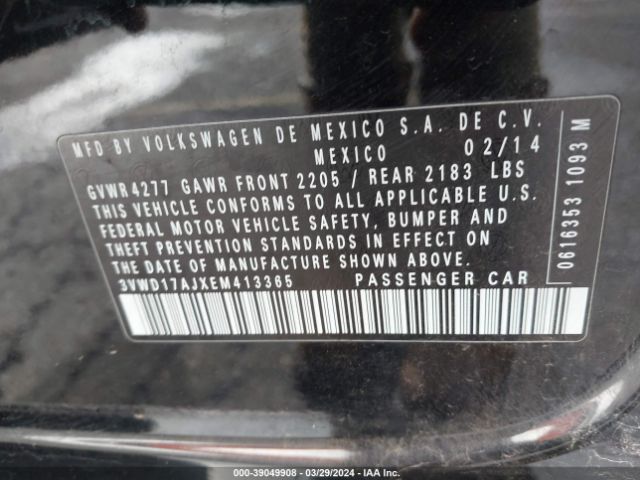 MFD BY VOLKSWAGEN DE MEXICO S.A. DE C.V.
MEXICO 02/14
GVWR4277 GAWR FRONT 2205 / REAR 2183 LBS
THIS VEHICLE CONFORMS TO ALL APPLICABLE U.S.
FEDERAL MOTOR VEHICLE SAFETY, BUMPER AND
THEFT PREVENTION STANDARDS IN EFFECT ON
THE DATE OF MANUFACTURE SHOWN ABOVE.
3VWD17AJXEM413365 PASSENGER CAR
0616353 1093 M
000-39049908 - 03/29/2024 - IAA Inc.